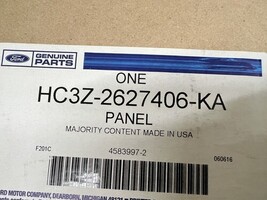 Ford
GENUINE
PARTS
ONE
HC3Z-2627406-KA
PANEL
MAJORITY CONTENT MADE IN USA
F201C
4583997-2
060616
RD MOTOR COMPANY, DEARBORN, MICHIGAN